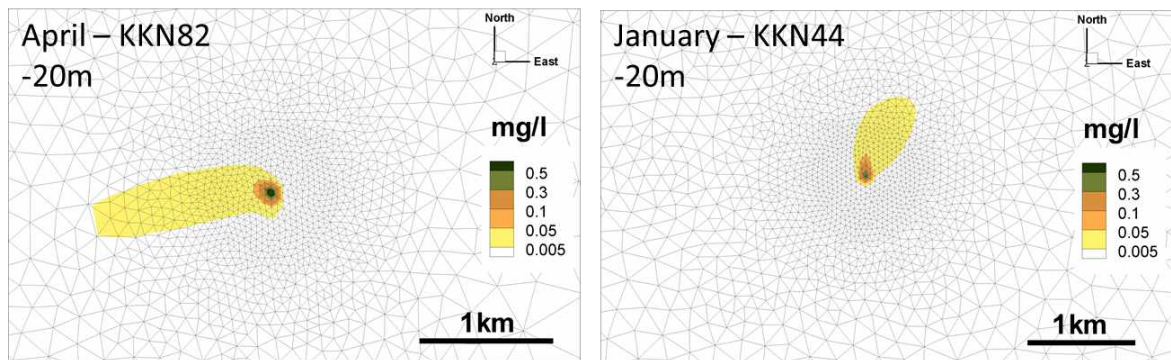 April – KKN82
-20m
North
East
mg/l
0.5
0.3
0.1
0.05
0.005
1km
January – KKN44
-20m
North
East
mg/l
0.5
0.3
0.1
0.05
0.005
1km